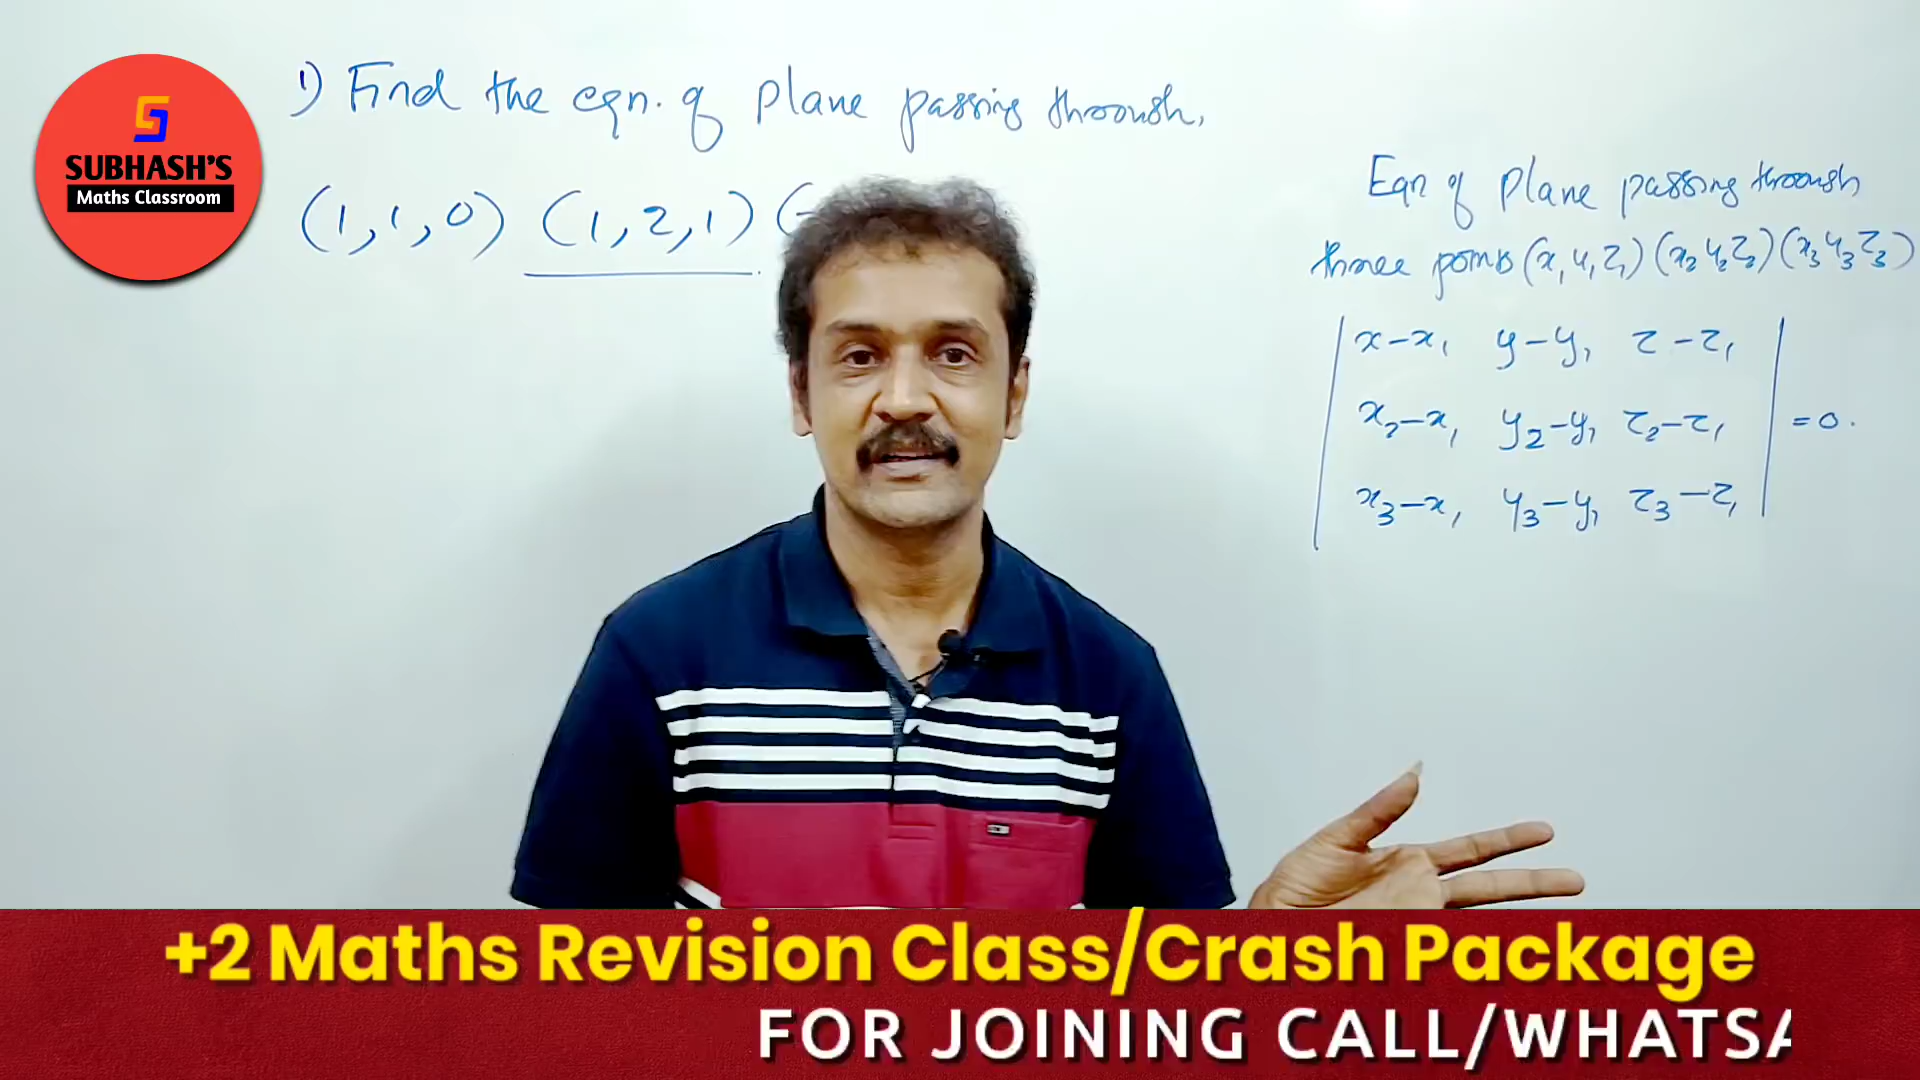 S
SUBHASH'S
Maths Classroom
1) Find the eqn. of plane passing through,
(1,1,0) (1,2,1) (-
Eqn of plane passing through
three points (x₁ y₁ z₁) (x₂ y₂ z₂) (x₃ y₃ z₃)
| x-x₁ y-y₁ z-z₁ |
| x₂-x₁ y₂-y₁ z₂-z₁ | = 0.
| x₃-x₁ y₃-y₁ z₃-z₁ |
+2 Maths Revision Class/Crash Package
FOR JOINING CALL/WHATSA